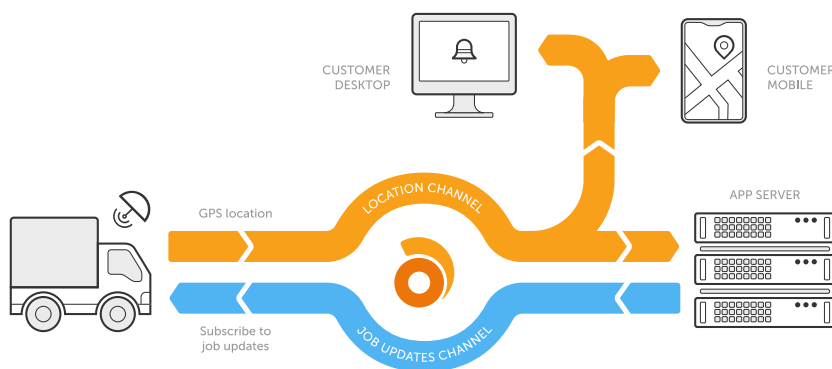 CUSTOMER
DESKTOP
CUSTOMER
MOBILE
LOCATION CHANNEL
APP SERVER
GPS location
Subscribe to
job updates
JOB UPDATES CHANNEL